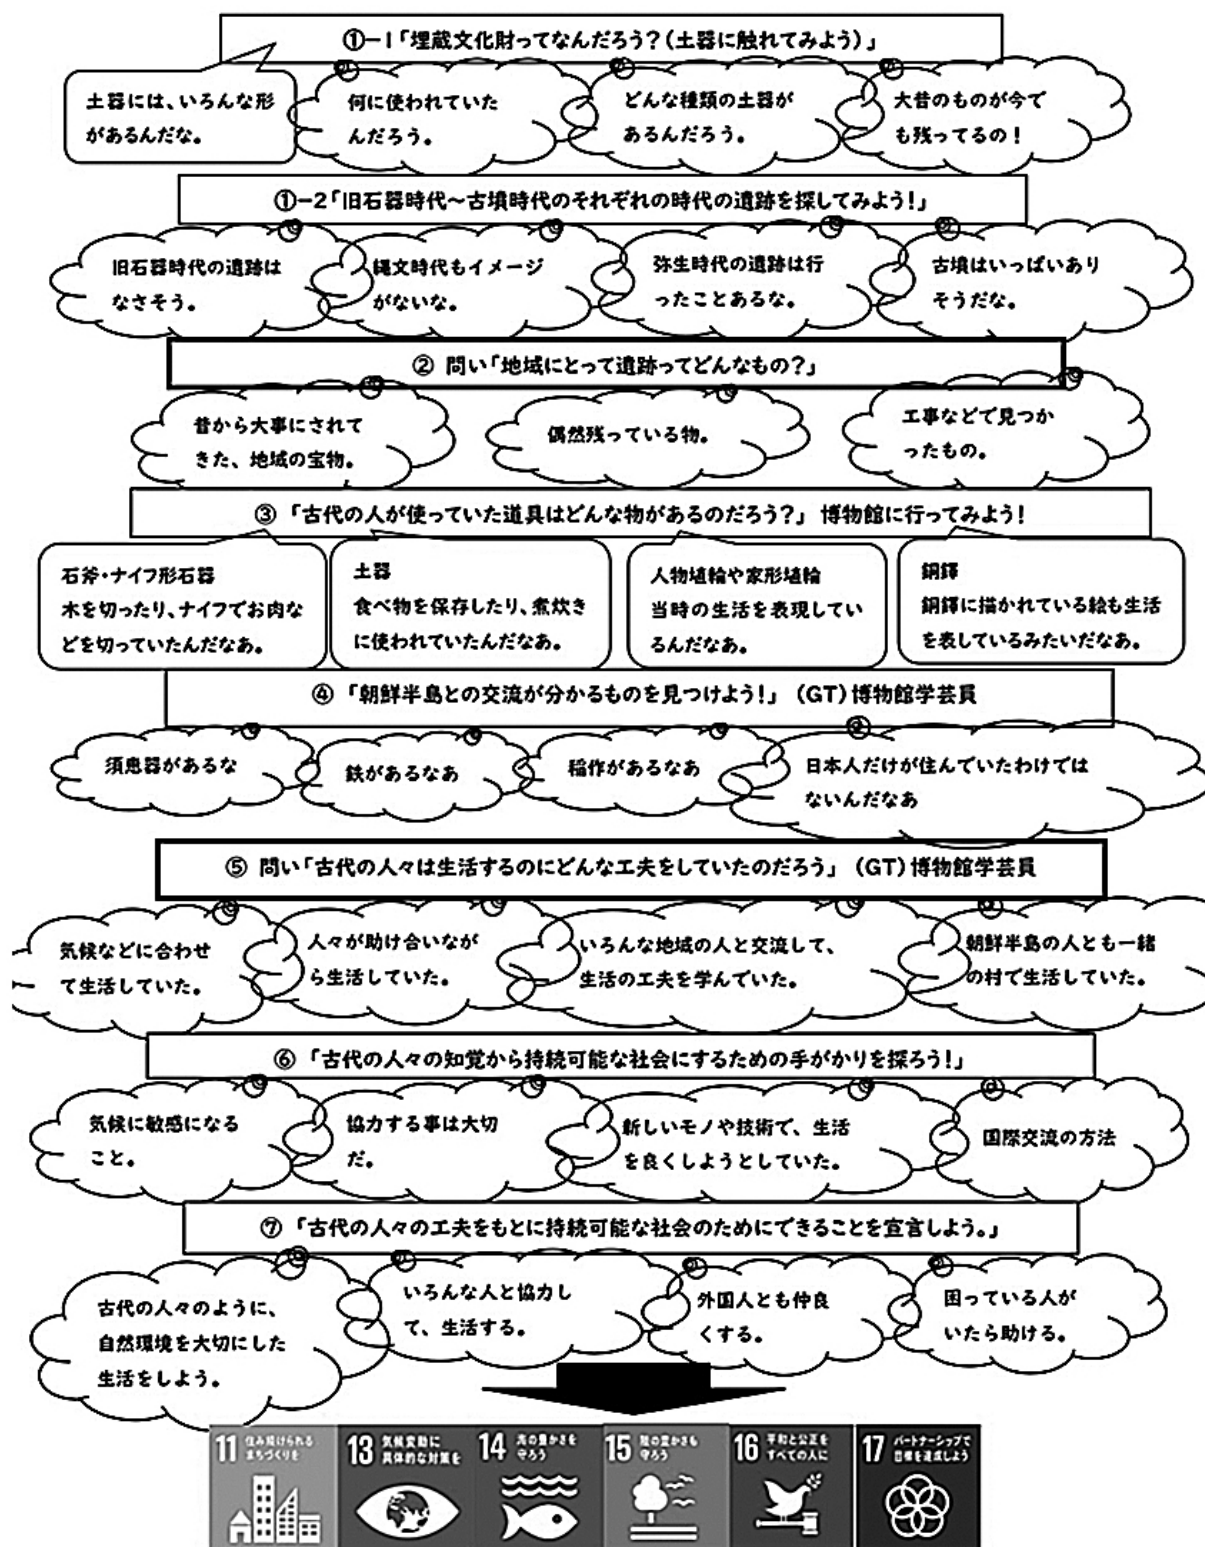 ①-1「埋蔵文化財ってなんだろう?(土器に触れてみよう)」
土器には、いろんな形
があるんだな。
何に使われていた
んだろう。
どんな種類の土器が
あるんだろう。
大昔のものが今で
も残ってるの!
①-2「旧石器時代~古墳時代のそれぞれの時代の遺跡を探してみよう!」
旧石器時代の遺跡は
なさそう。
縄文時代もイメージ
がないな。
弥生時代の遺跡は行
ったことあるな。
古墳はいっぱいあり
そうだな。
② 問い「地域にとって遺跡ってどんなもの?」
昔から大事にされて
きた、地域の宝物。
偶然残っている物。
工事などで見つか
ったもの。
③ 「古代の人が使っていた道具はどんな物があるのだろう?」 博物館に行ってみよう!
石斧・ナイフ形石器
木を切ったり、ナイフでお肉な
どを切っていたんだなあ。
土器
食べ物を保存したり、煮炊き
に使われていたんだなあ。
人物埴輪や家形埴輪
当時の生活を表現してい
るんだなあ。
銅鐸
銅鐸に描かれている絵も生活
を表しているみたいだなあ。
④ 「朝鮮半島との交流が分かるものを見つけよう!」 (GT)博物館学芸員
須恵器があるな
鉄があるなあ
稲作があるなあ
日本人だけが住んでいたわけでは
ないんだなあ
⑤ 問い「古代の人々は生活するのにどんな工夫をしていたのだろう」 (GT)博物館学芸員
気候などに合わせ
て生活していた。
人々が助け合いなが
ら生活していた。
いろんな地域の人と交流して、
生活の工夫を学んでいた。
朝鮮半島の人とも一緒
の村で生活していた。
⑥ 「古代の人々の知覚から持続可能な社会にするための手がかりを探ろう!」
気候に敏感になる
こと。
協力する事は大切
だ。
新しいモノや技術で、生活
を良くしようとしていた。
国際交流の方法
⑦ 「古代の人々の工夫をもとに持続可能な社会のためにできることを宣言しよう。」
古代の人々のように、
自然環境を大切にした
生活をしよう。
いろんな人と協力し
て、生活する。
外国人とも仲良
くする。
困っている人が
いたら助ける。
11 住み続けられる
まちづくりを
13 気候変動に
具体的な対策を
14 海の豊かさを
守ろう
15 陸の豊かさも
守ろう
16 平和と公正を
すべての人に
17 パートナーシップで
目標を達成しよう